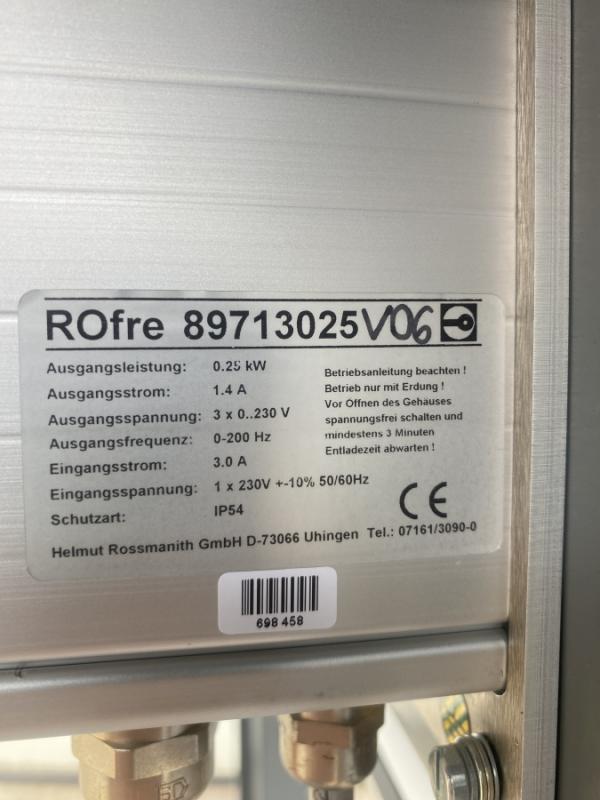 ROfre 89713025V06
Ausgangsleistung: 0.25 kW
Ausgangsstrom: 1.4 A
Ausgangsspannung: 3 x 0..230 V
Ausgangsfrequenz: 0-200 Hz
Eingangsstrom: 3.0 A
Eingangsspannung: 1 x 230V +-10% 50/60Hz
Schutzart: IP54
Betriebsanleitung beachten !
Betrieb nur mit Erdung !
Vor Öffnen des Gehäuses
spannungsfrei schalten und
mindestens 3 Minuten
Entladezeit abwarten !
CE
Helmut Rossmanith GmbH D-73066 Uhingen Tel.: 07161/3090-0
698 458